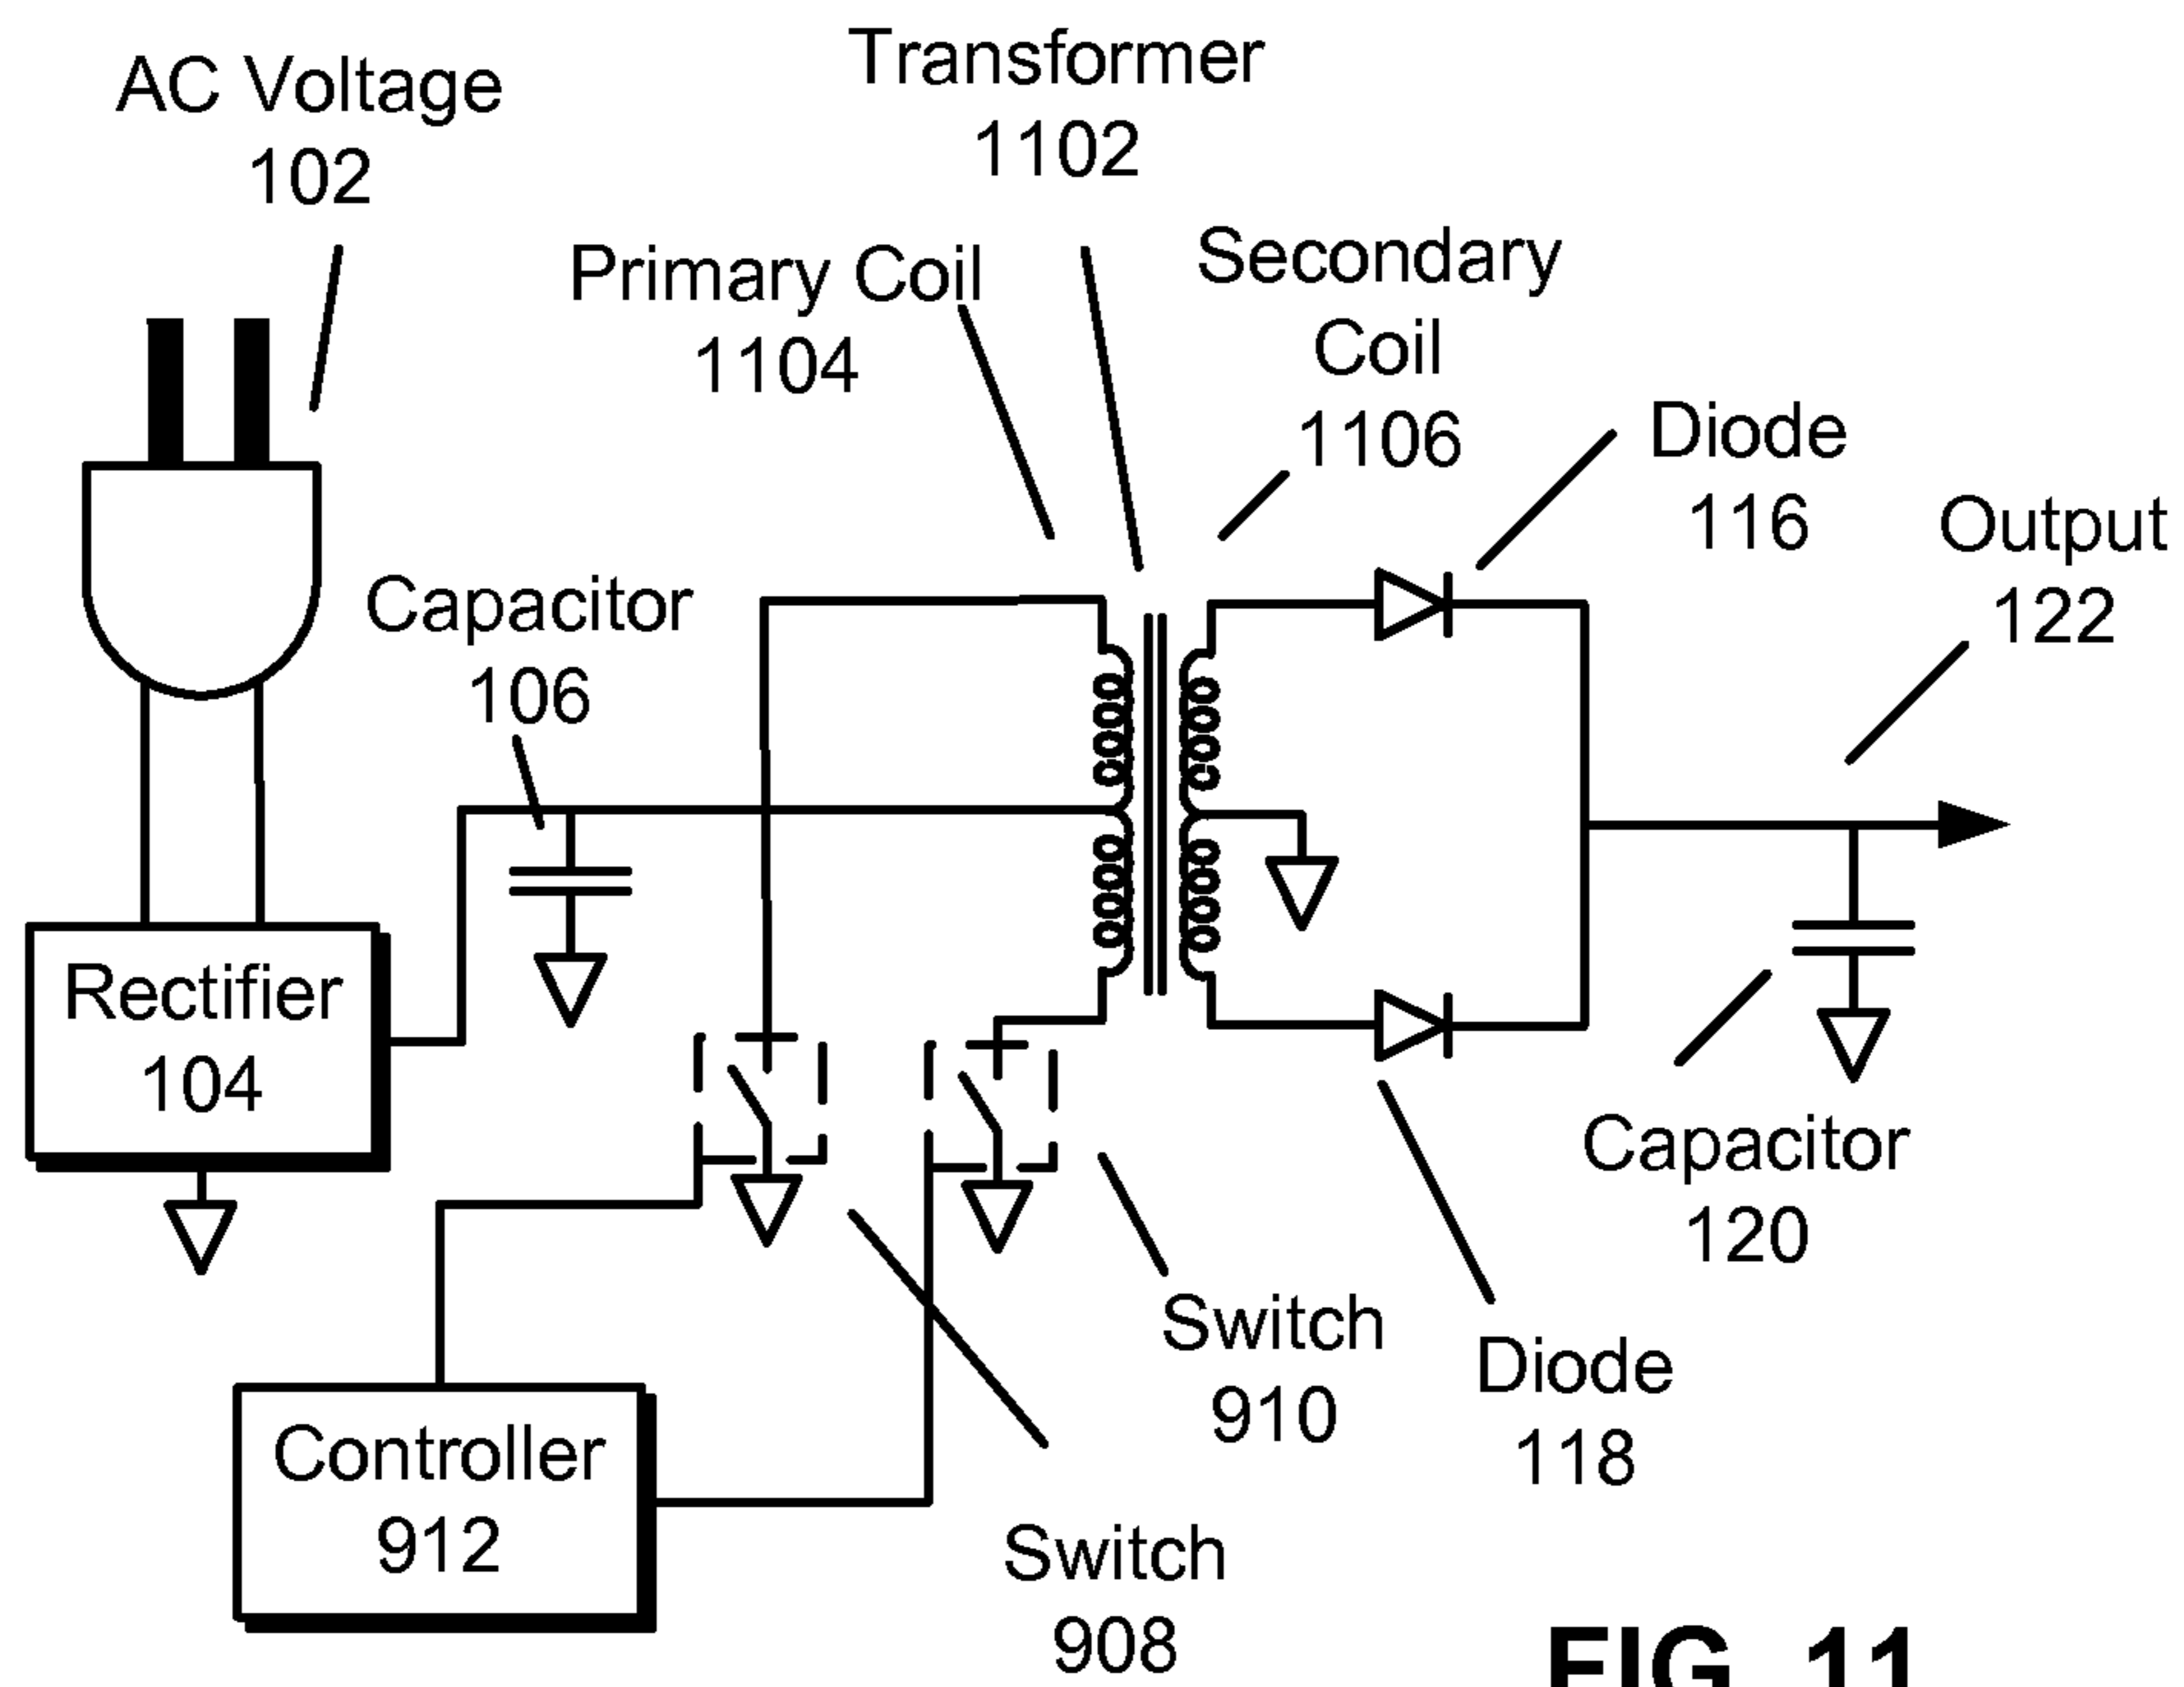 AC Voltage
102
Transformer
1102
Primary Coil
1104
Secondary
Coil
1106
Diode
116
Output
122
Capacitor
106
Rectifier
104
Capacitor
120
Switch
910
Diode
118
Controller
912
Switch
908
FIG. 11